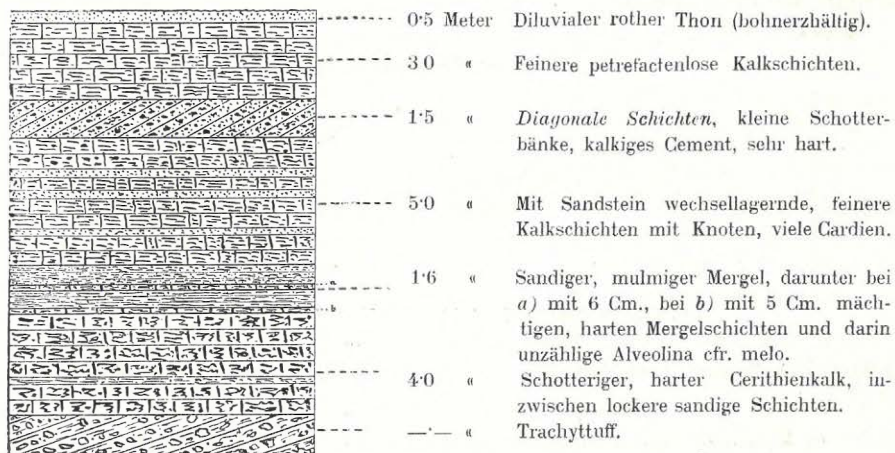 0·5 Meter Diluvialer rother Thon (bohnerzhältig).
3 0 « Feinere petrefactenlose Kalkschichten.
1·5 « Diagonale Schichten, kleine Schotter-
bänke, kalkiges Cement, sehr hart.
5·0 « Mit Sandstein wechsellagernde, feinere
Kalkschichten mit Knoten, viele Cardien.
1·6 « Sandiger, mulmiger Mergel, darunter bei
a
a) mit 6 Cm., bei b) mit 5 Cm. mäch-
b
tigen, harten Mergelschichten und darin
unzählige Alveolina cfr. melo.
4·0 « Schotteriger, harter Cerithienkalk, in-
zwischen lockere sandige Schichten.
—·— « Trachyttuff.